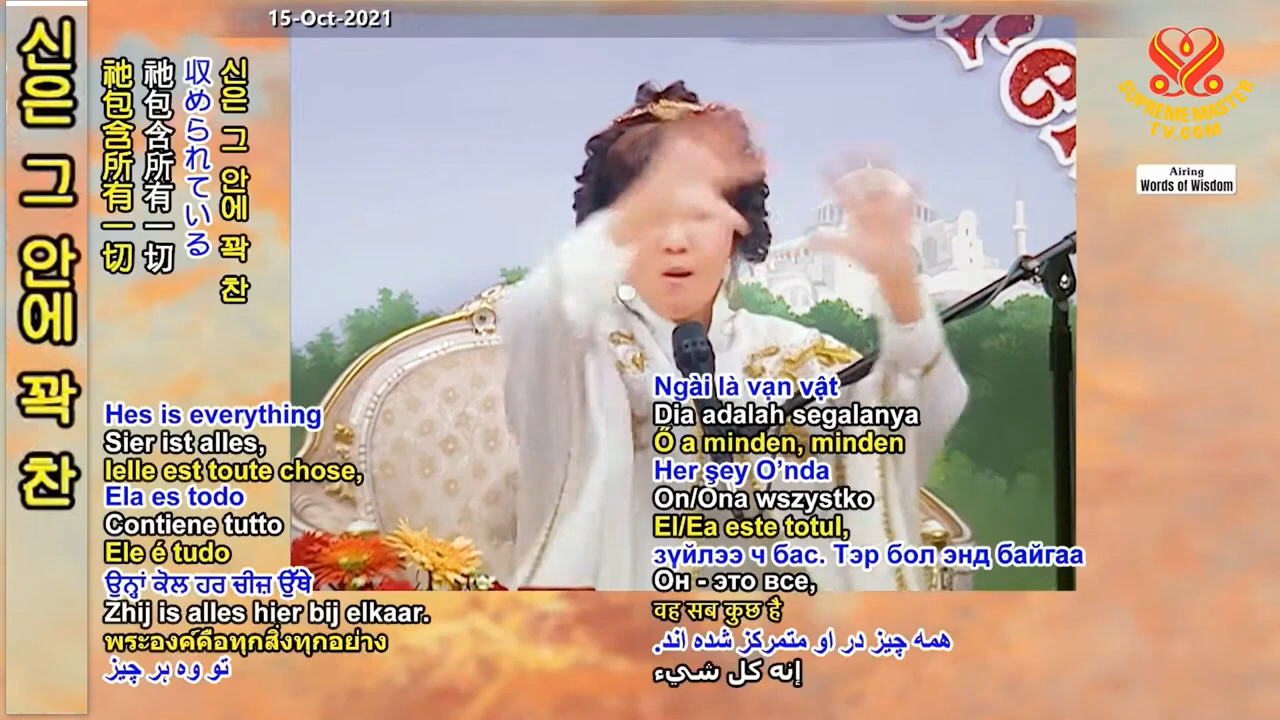 15-Oct-2021
신은 그 안에 꽉 찬
신은 그 안에 꽉 찬
収められている
祂包含所有一切
祂包含所有一切
SUPREME MASTER
TV.COM
Airing
Words of Wisdom
Hes is everything
Sier ist alles,
Ielle est toute chose,
Ela es todo
Contiene tutto
Ele é tudo
ਉਨ੍ਹਾਂ ਕੋਲ ਹਰ ਚੀਜ਼ ਉੱਥੇ
Zhij is alles hier bij elkaar.
พระองค์คือทุกสิ่งทุกอย่าง
تو وہ ہر چیز
Ngài là vạn vật
Dia adalah segalanya
Ő a minden, minden
Her şey O’nda
On/Ona wszystko
El/Ea este totul,
зүйлээ ч бас. Тэр бол энд байгаа
Он - это все,
वह सब कुछ है
همه چیز در او متمرکز شده اند.
إنه كل شيء